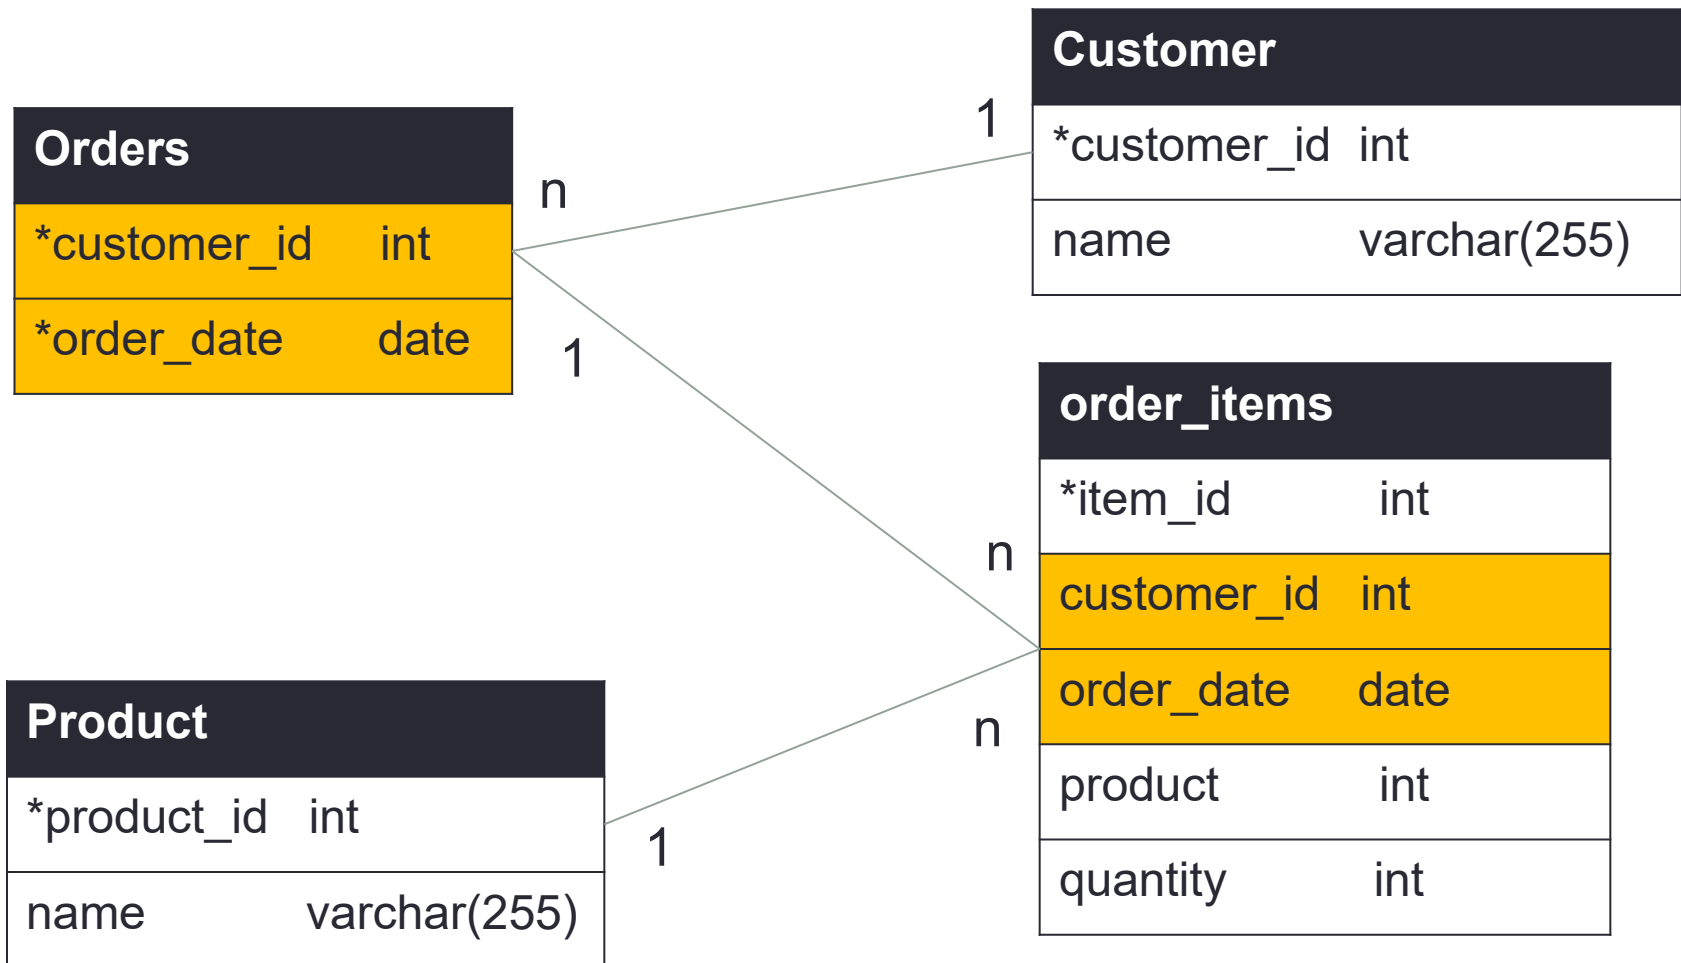 Orders
*customer_id int
*order_date date
n
1
1
Customer
*customer_id int
name varchar(255)
order_items
*item_id int
customer_id int
order_date date
product int
quantity int
n
n
Product
*product_id int
name varchar(255)
1